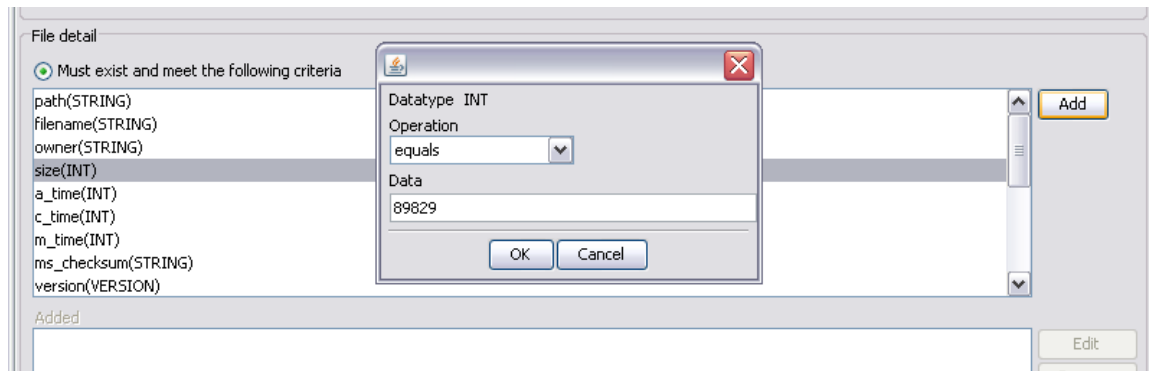 File detail
Must exist and meet the following criteria
path(STRING)
filename(STRING)
owner(STRING)
size(INT)
a_time(INT)
c_time(INT)
m_time(INT)
ms_checksum(STRING)
version(VERSION)
Add
Datatype INT
Operation
equals
Data
89829
OK
Cancel
Added
Edit